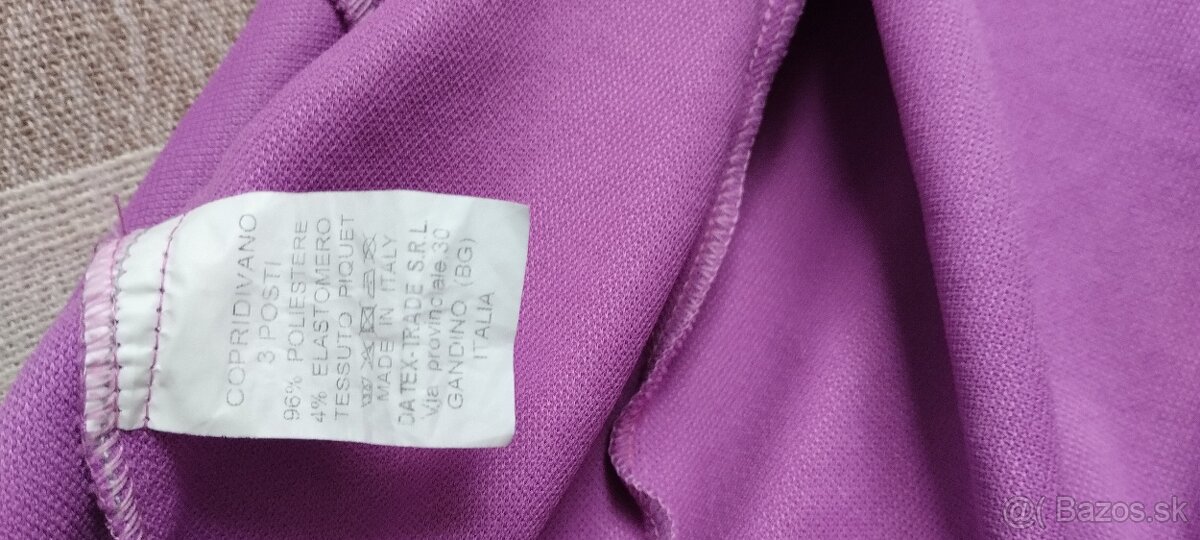 COPRIDIVANO
3 POSTI
96% POLIESTERE
4% ELASTOMERO
TESSUTO PIQUET
MADE IN ITALY
DATEX-TRADE S.R.L
Via provinciale 30
GANDINO (BG)
ITALIA
@( Bazos.sk